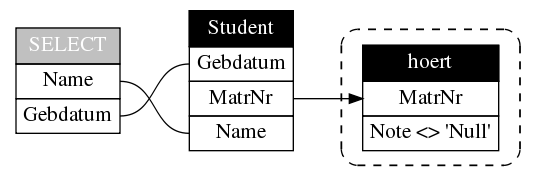 SELECT
Name
Gebdatum
Student
Gebdatum
MatrNr
Name
hoert
MatrNr
Note <> 'Null'